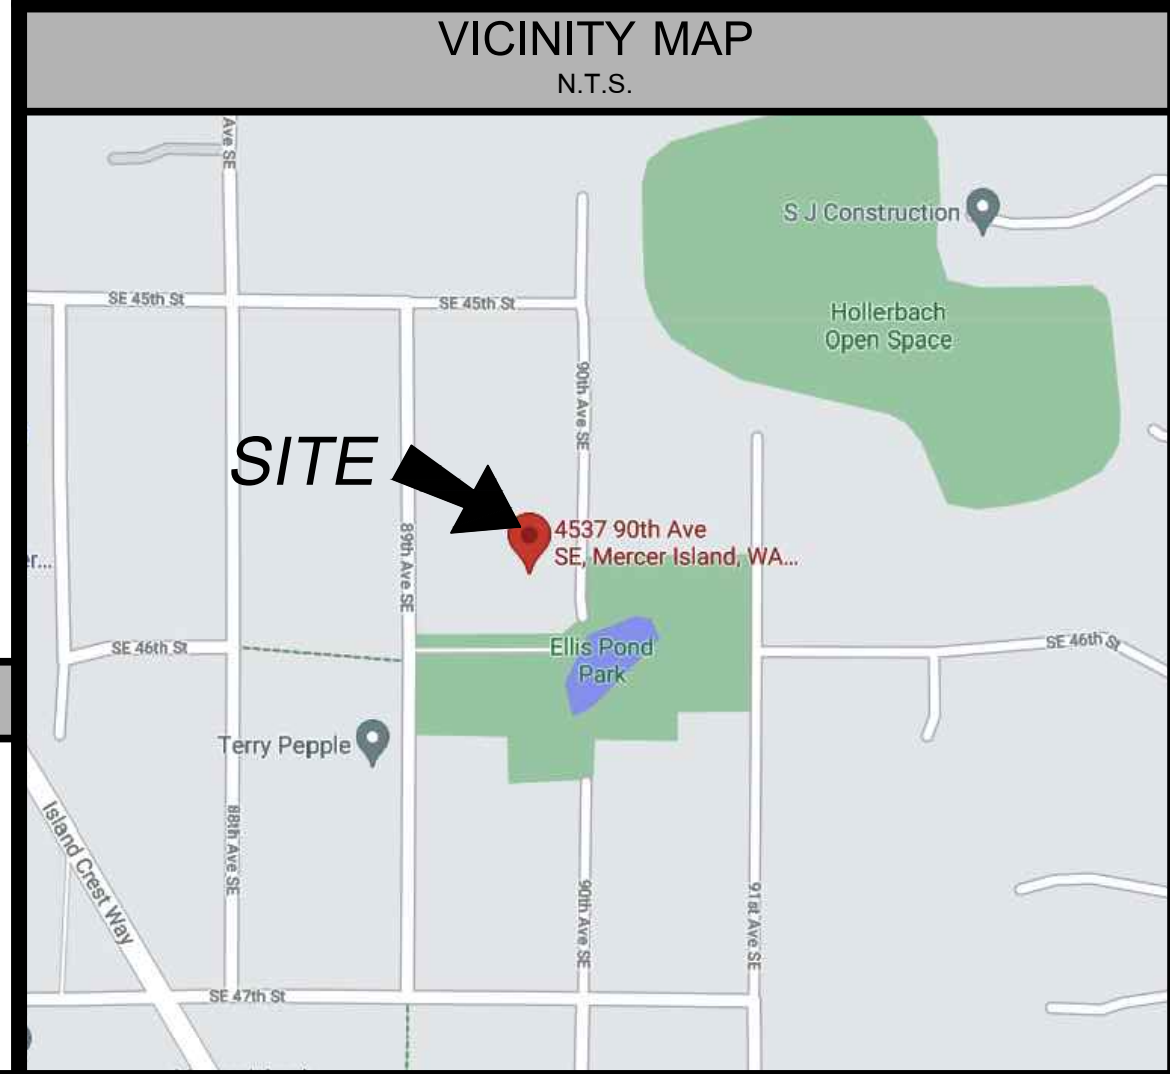 VICINITY MAP
N.T.S.
Ave SE
S J Construction
SE 45th St
SE 45th St
Hollerbach
Open Space
90th Ave SE
SITE
4537 90th Ave
SE, Mercer Island, WA...
89th Ave SE
SE 46th St
Ellis Pond
Park
SE 46th St
Terry Pepple
Island Crest Way
88th Ave SE
90th Ave SE
91st Ave SE
SE 47th St